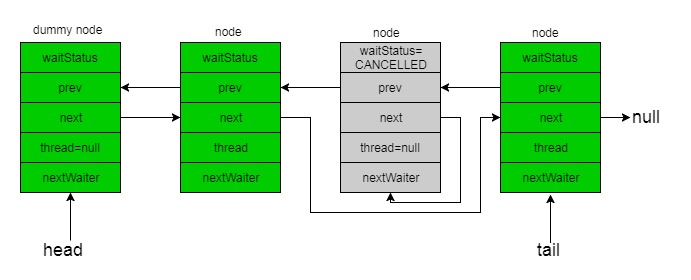 dummy node
waitStatus
prev
next
thread=null
nextWaiter
head
node
waitStatus
prev
next
thread
nextWaiter
node
waitStatus=
CANCELLED
prev
next
thread=null
nextWaiter
node
waitStatus
prev
next
thread
nextWaiter
tail
null